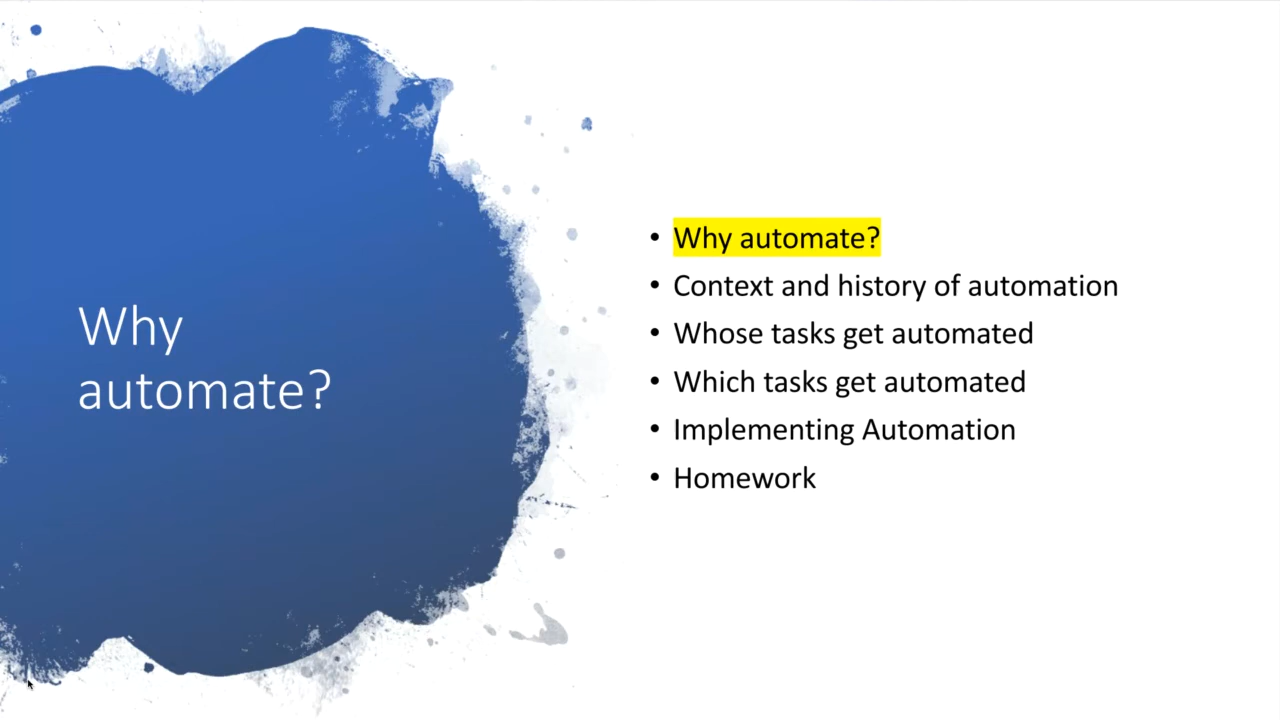 Why
automate?
• Why automate?
• Context and history of automation
• Whose tasks get automated
• Which tasks get automated
• Implementing Automation
• Homework